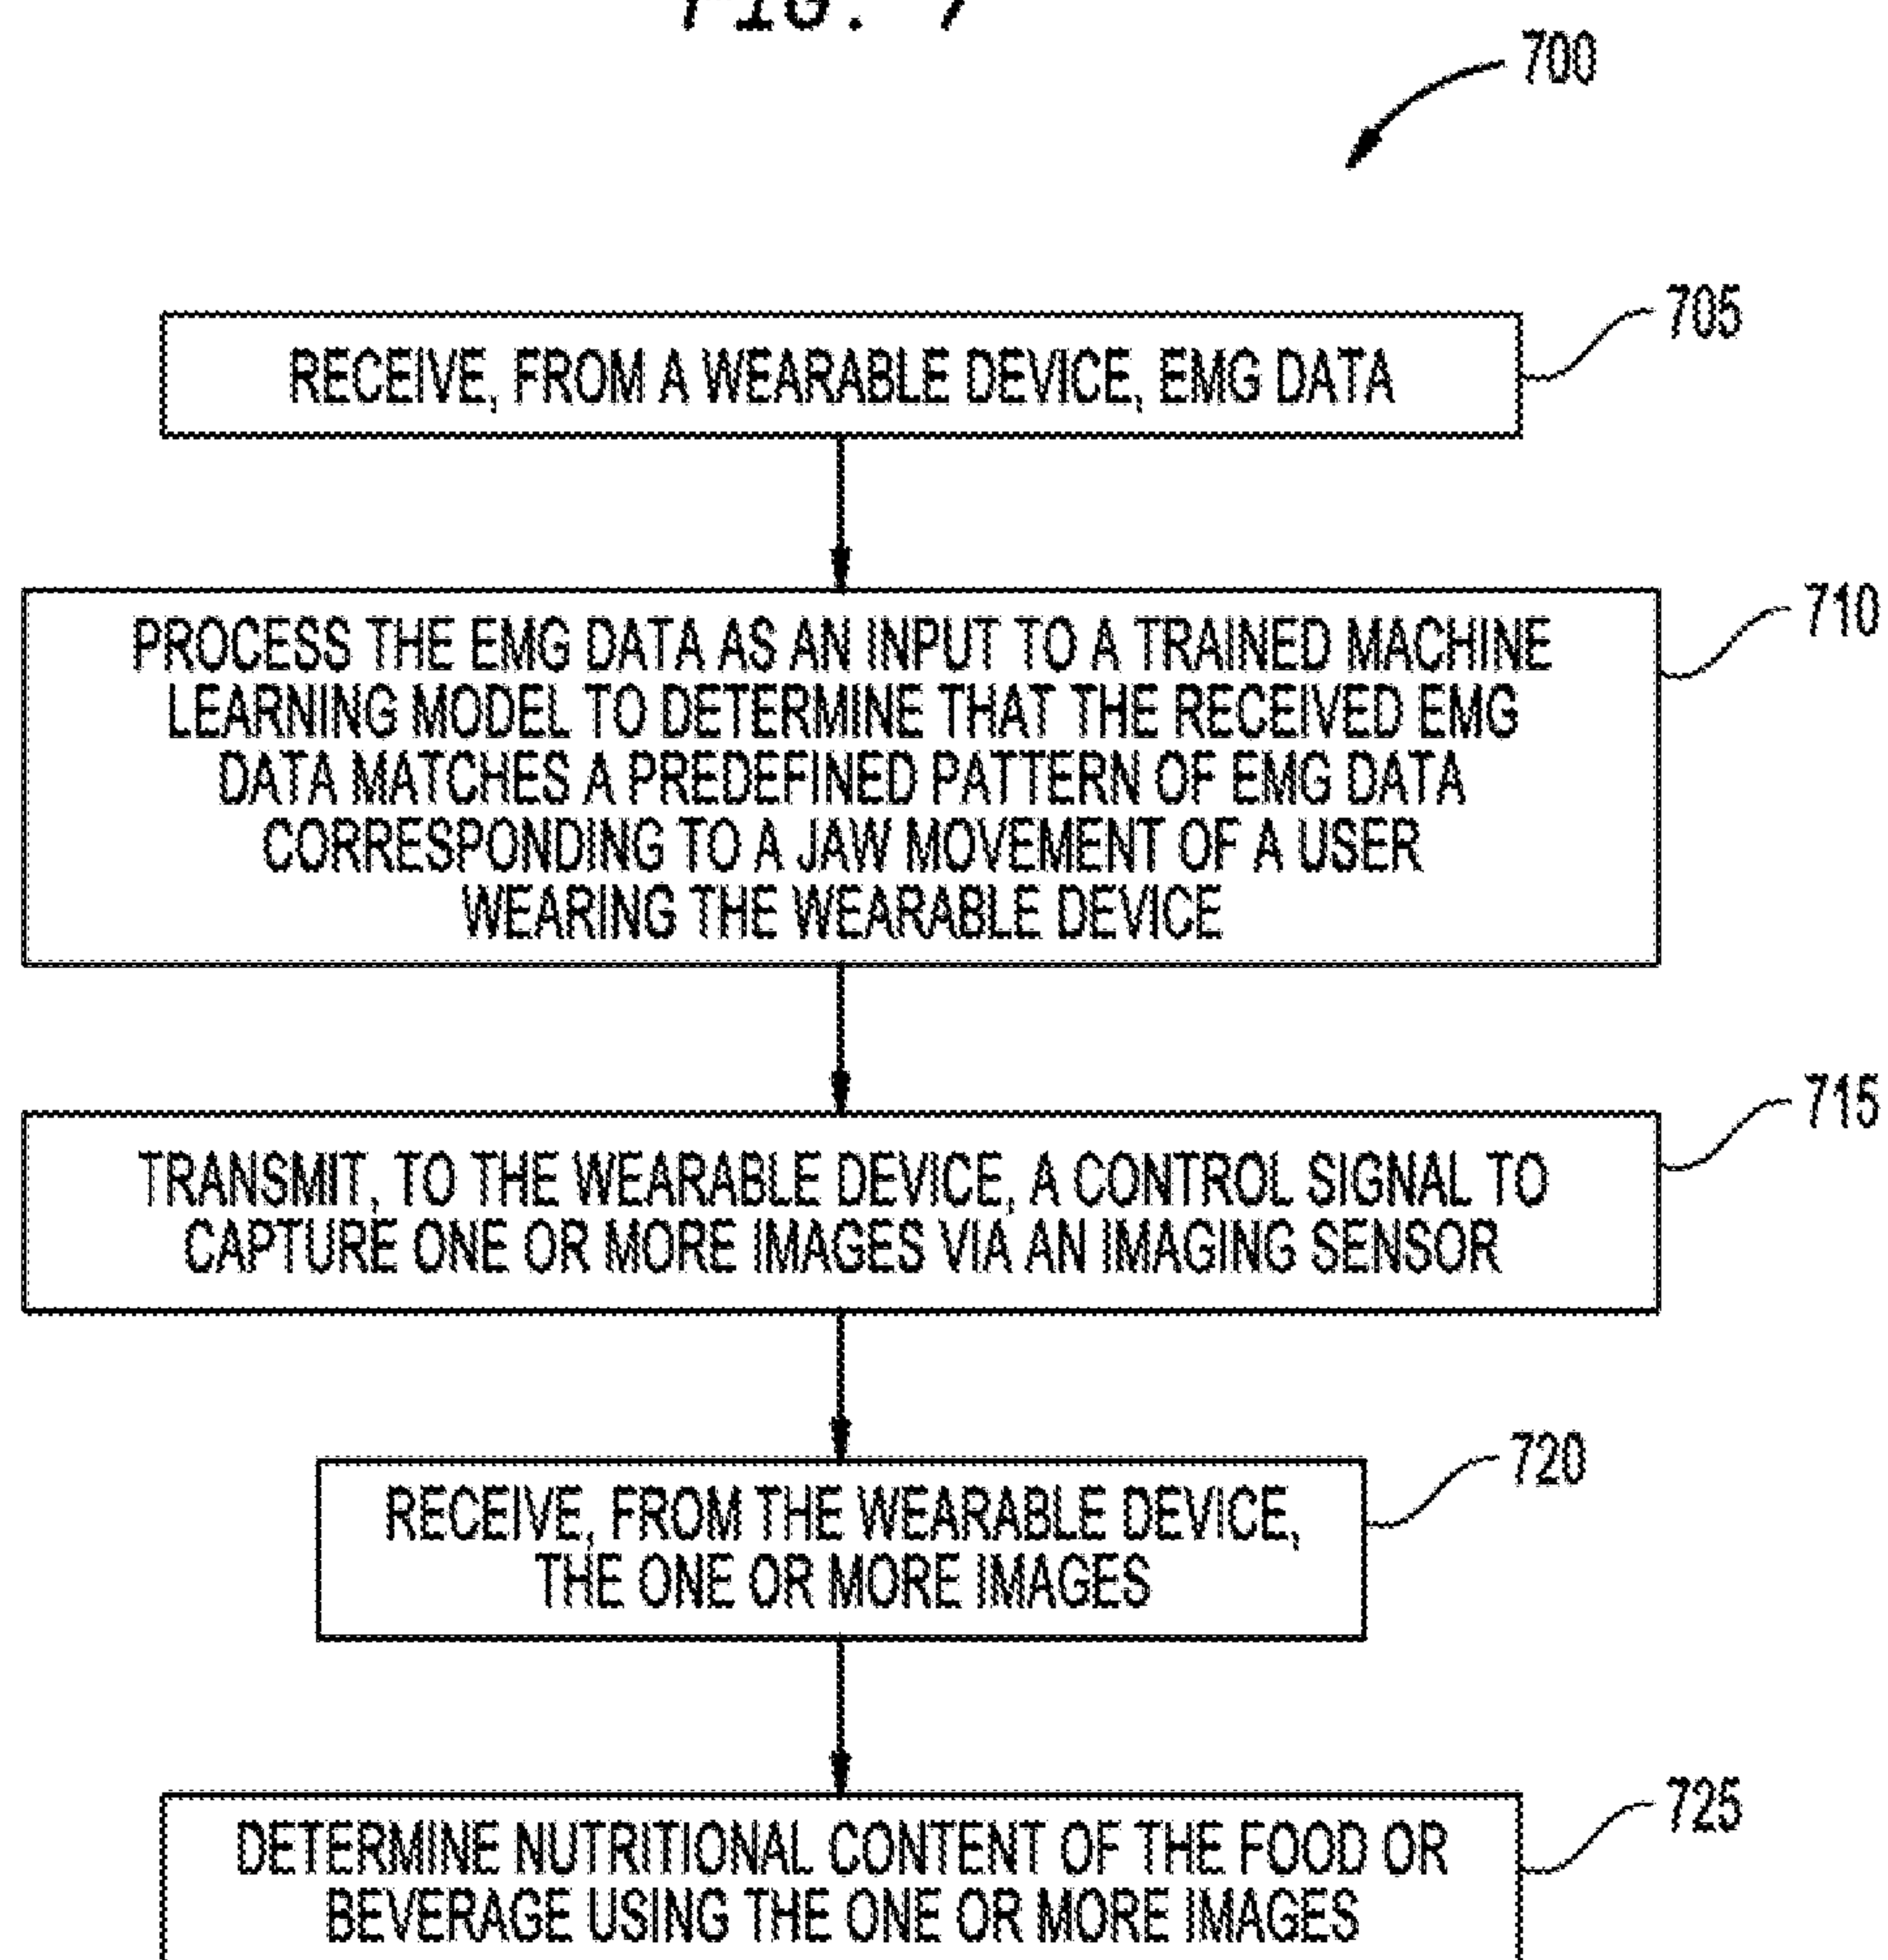 FIG. 7
700
RECEIVE, FROM A WEARABLE DEVICE, EMG DATA
705
PROCESS THE EMG DATA AS AN INPUT TO A TRAINED MACHINE
LEARNING MODEL TO DETERMINE THAT THE RECEIVED EMG
DATA MATCHES A PREDEFINED PATTERN OF EMG DATA
CORRESPONDING TO A JAW MOVEMENT OF A USER
WEARING THE WEARABLE DEVICE
710
TRANSMIT, TO THE WEARABLE DEVICE, A CONTROL SIGNAL TO
CAPTURE ONE OR MORE IMAGES VIA AN IMAGING SENSOR
715
RECEIVE, FROM THE WEARABLE DEVICE,
THE ONE OR MORE IMAGES
720
DETERMINE NUTRITIONAL CONTENT OF THE FOOD OR
BEVERAGE USING THE ONE OR MORE IMAGES
725